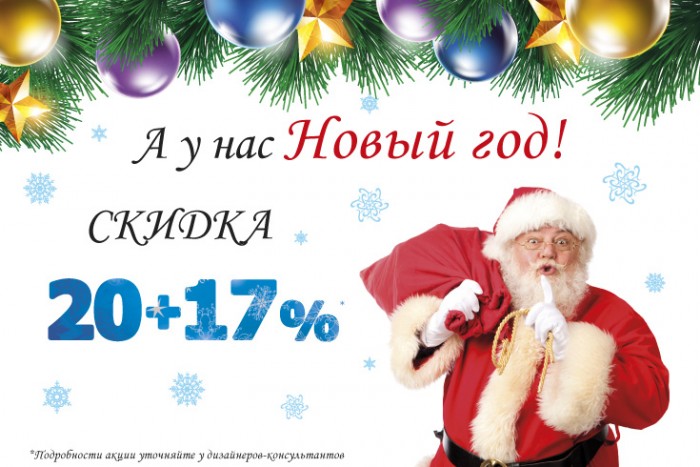 А у нас Новый год!
СКИДКА
20+17%*
*Подробности акции уточняйте у дизайнеров-консультантов